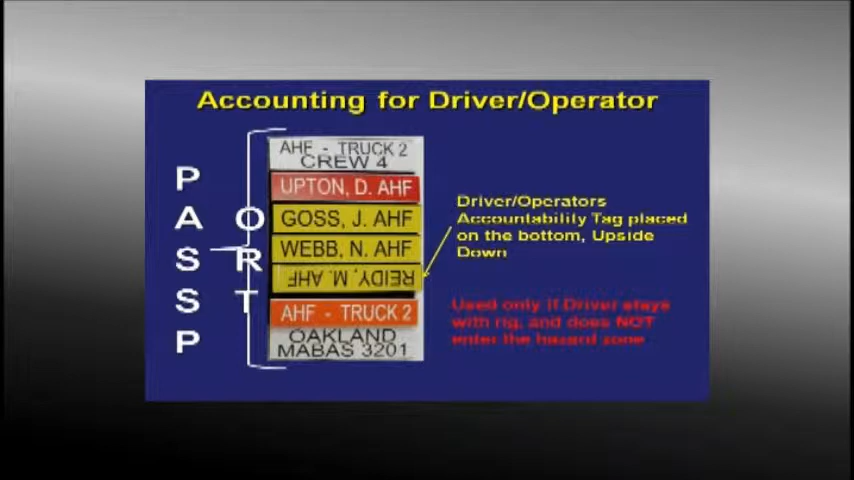 Accounting for Driver/Operator
PASSP
ORT
AHF - TRUCK 2
CREW 4
UPTON, D. AHF
GOSS, J. AHF
WEBB, N. AHF
REIDY, M. AHF
AHF - TRUCK 2
OAKLAND
MABAS 3201
Driver/Operators
Accountability Tag placed
on the bottom, Upside
Down
Used only if Driver stays
with rig, and does NOT
enter the hazard zone